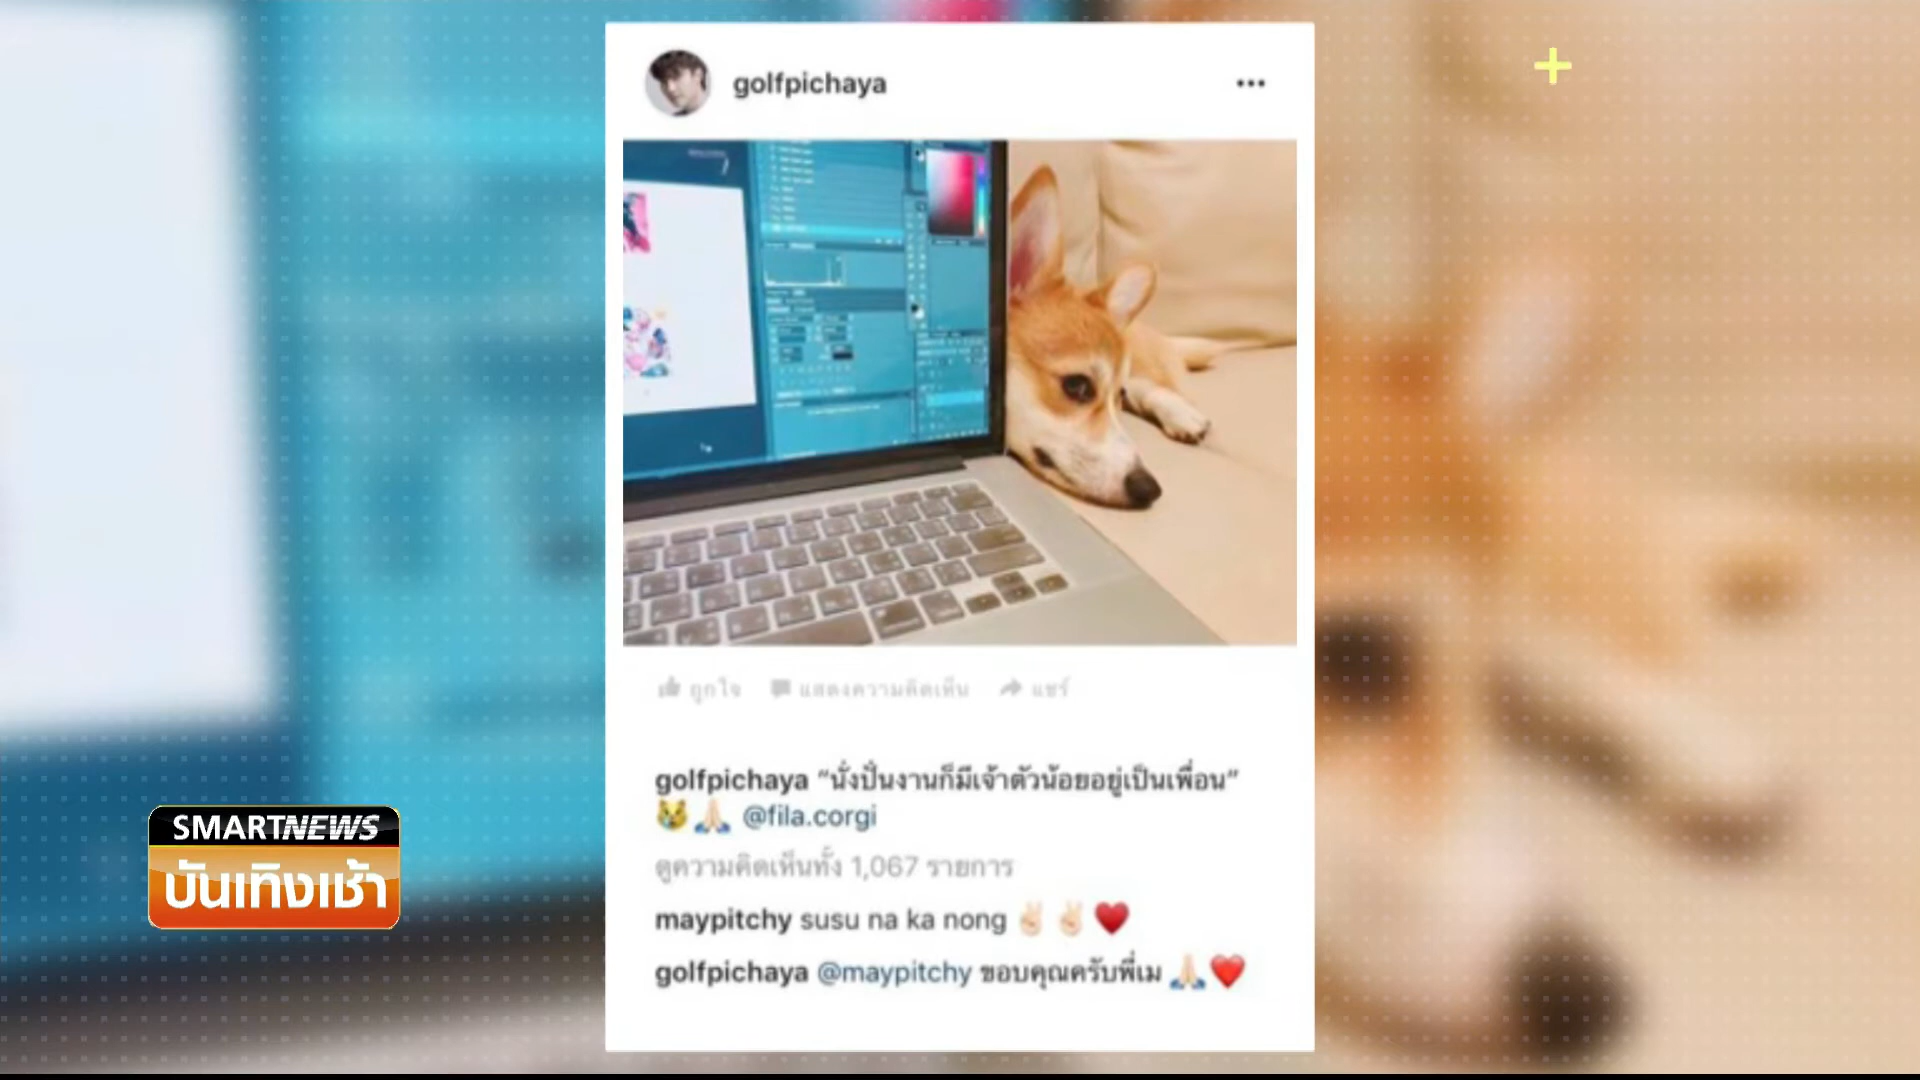 golfpichaya
ถูกใจ แสดงความคิดเห็น แชร์
golfpichaya “นั่งปั่นงานก็มีเจ้าตัวน้อยอยู่เป็นเพื่อน”
@fila.corgi
ดูความคิดเห็นทั้ง 1,067 รายการ
maypitchy susu na ka nong
golfpichaya @maypitchy ขอบคุณครับพี่เม
SMARTNEWS
บันเทิงเช้า